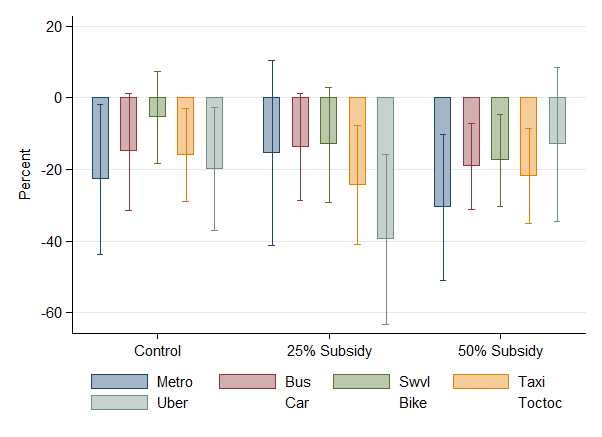 20
0
-20
-40
-60
Percent
Control 25% Subsidy 50% Subsidy
Metro Bus Swvl Taxi
Uber Car Bike Toctoc